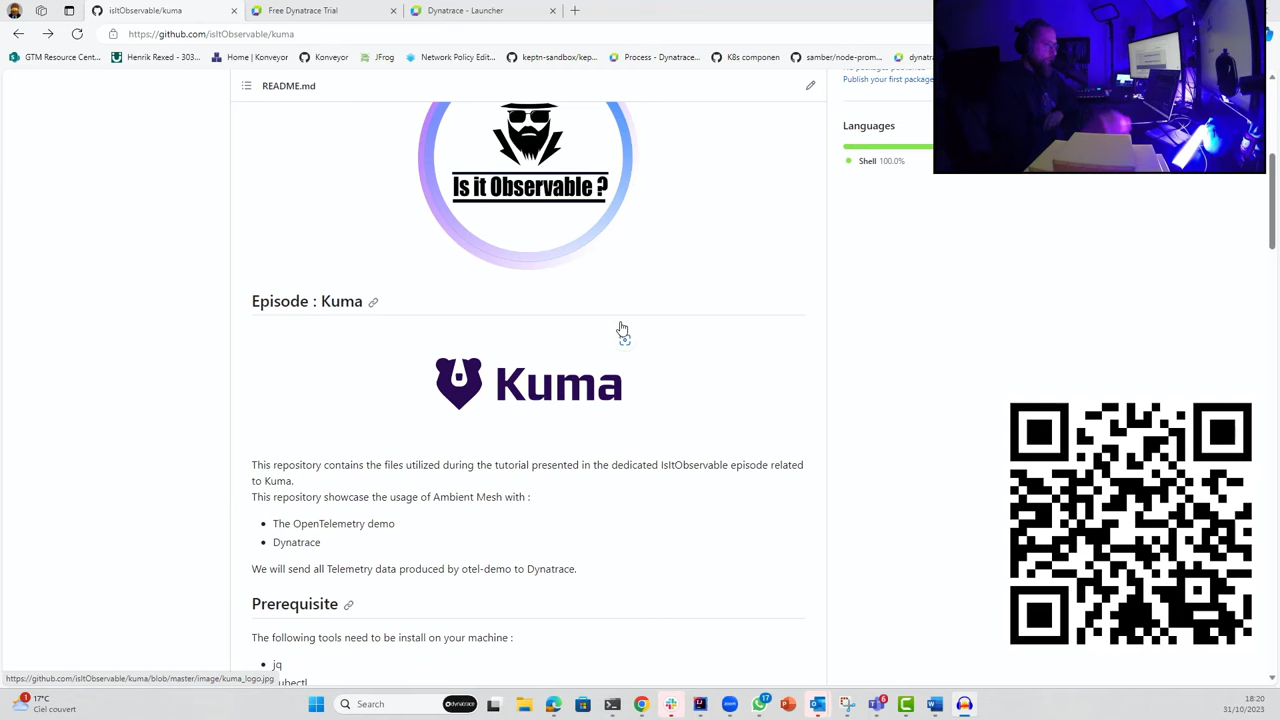 isItObservable/kuma
Free Dynatrace Trial
Dynatrace - Launcher
https://github.com/isItObservable/kuma
GTM Resource Cent...
Henrik Rexed - 303...
Home | Konveyor
Konveyor
JFrog
Network Policy Edit...
keptn-sandbox/kep...
Process - Dynatrace...
K8s componen
samber/node-prom...
dynatr
README.md
Publish your first package
Languages
Shell 100.0%
Is it Observable ?
Episode : Kuma
Kuma
This repository contains the files utilized during the tutorial presented in the dedicated IsItObservable episode related
to Kuma.
This repository showcase the usage of Ambient Mesh with :
The OpenTelemetry demo
Dynatrace
We will send all Telemetry data produced by otel-demo to Dynatrace.
Prerequisite
The following tools need to be install on your machine :
jq
https://github.com/isItObservable/kuma/blob/master/image/kuma_logo.jpg
ubectl
1
17°C
Ciel couvert
Search
dynatrace
17
6
18:20
31/10/2023